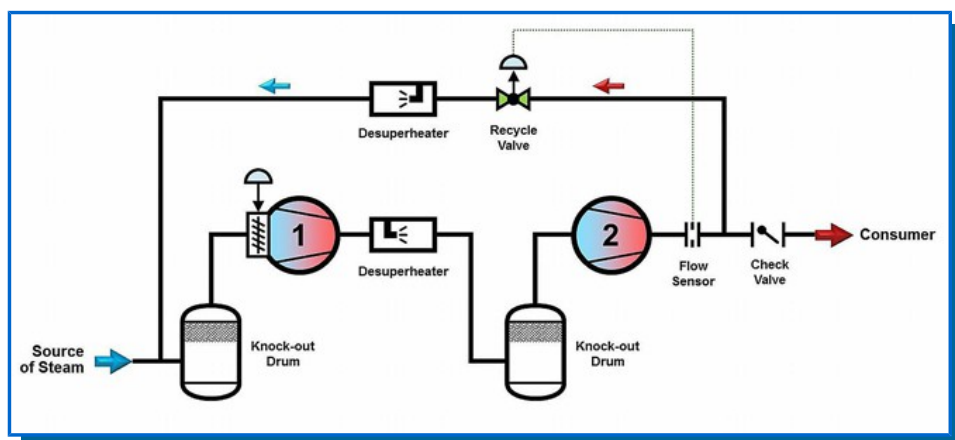 Desuperheater
Recycle
Valve
1
Desuperheater
2
Flow
Sensor
Check
Valve
Consumer
Source
of Steam
Knock-out
Drum
Knock-out
Drum